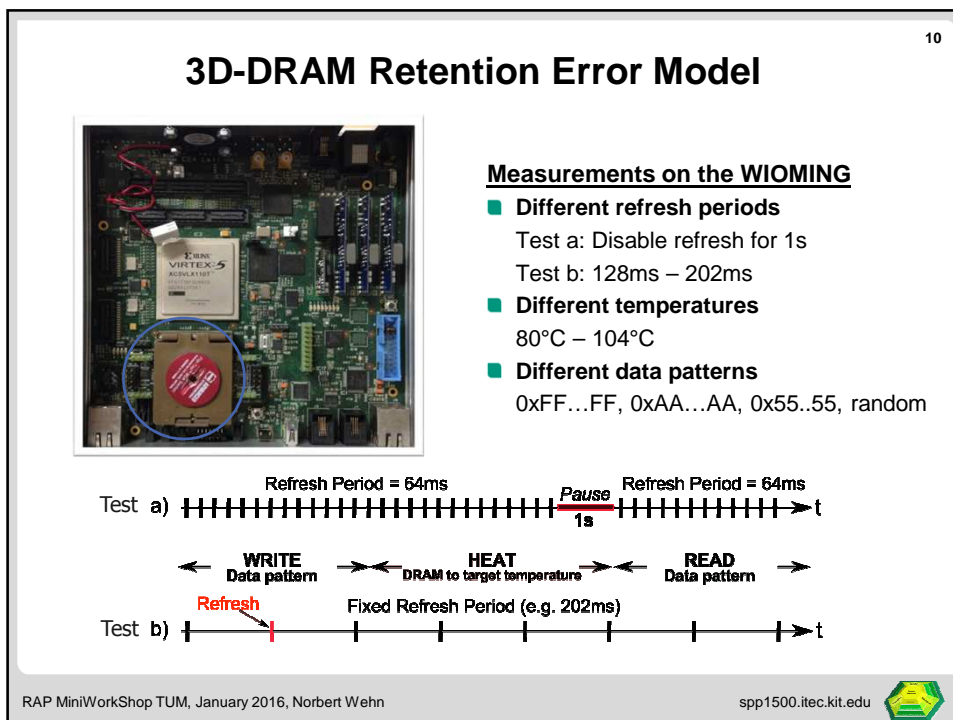 10
3D-DRAM Retention Error Model
XILINX
VIRTEX-5
Measurements on the WIOMING
Different refresh periods
Test a: Disable refresh for 1s
Test b: 128ms – 202ms
Different temperatures
80°C – 104°C
Different data patterns
0xFF…FF, 0xAA…AA, 0x55..55, random
Refresh Period = 64ms
Pause
Refresh Period = 64ms
Test a)
t
1s
WRITE
Data pattern
HEAT
DRAM to target temperature
READ
Data pattern
Refresh
Fixed Refresh Period (e.g. 202ms)
Test b)
t
RAP MiniWorkShop TUM, January 2016, Norbert Wehn
spp1500.itec.kit.edu